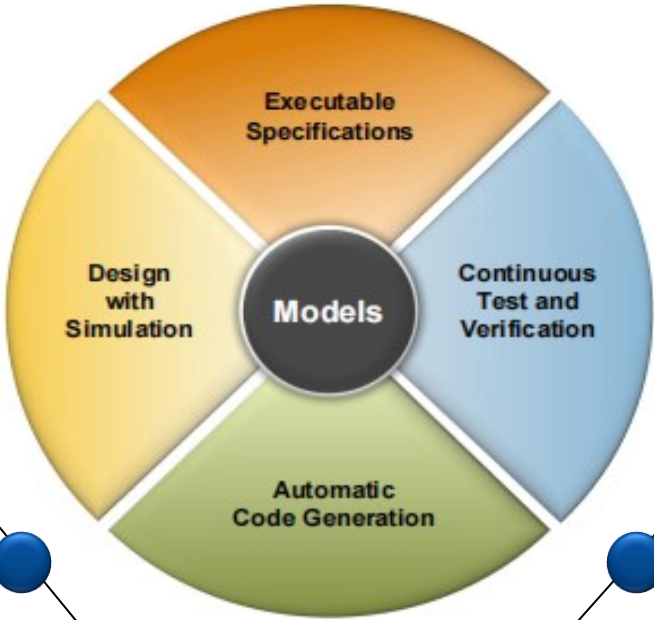 Executable
Specifications
Design
with
Simulation
Models
Continuous
Test and
Verification
Automatic
Code Generation